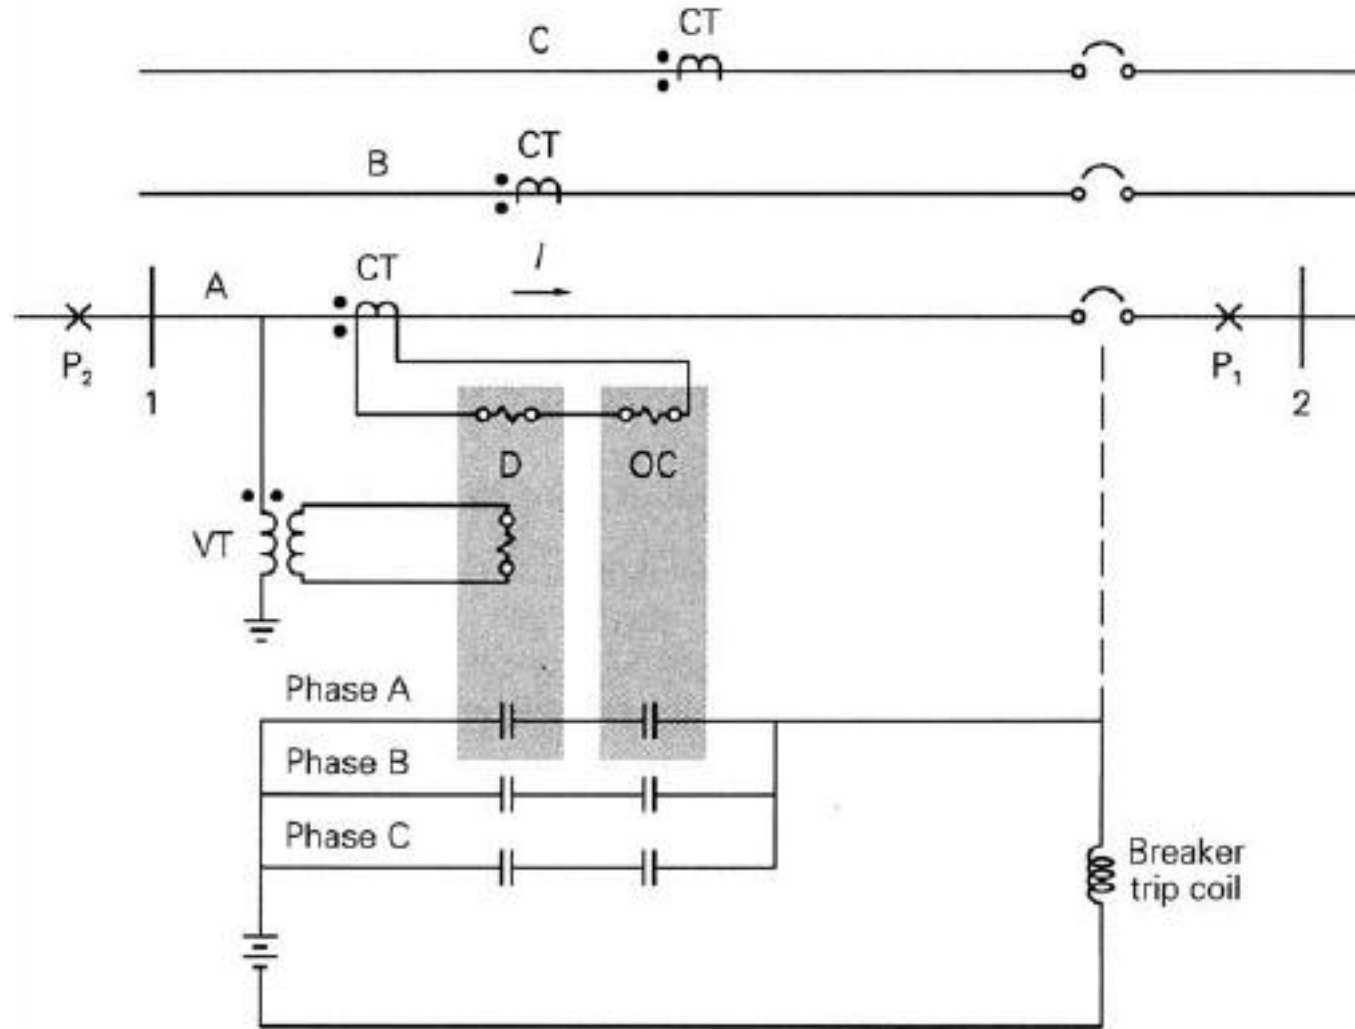 CT
C
CT
B
I
CT
A
P₂
1
P₁
2
D
OC
VT
Phase A
Phase B
Phase C
Breaker
trip coil